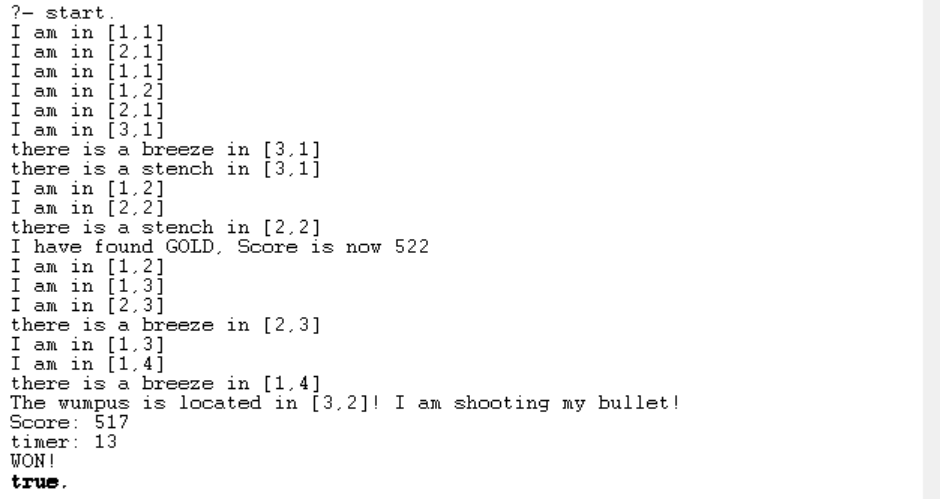 ?- start.
I am in [1,1]
I am in [2,1]
I am in [1,1]
I am in [1,2]
I am in [2,1]
I am in [3,1]
there is a breeze in [3,1]
there is a stench in [3,1]
I am in [1,2]
I am in [2,2]
there is a stench in [2,2]
I have found GOLD, Score is now 522
I am in [1,2]
I am in [1,3]
I am in [2,3]
there is a breeze in [2,3]
I am in [1,3]
I am in [1,4]
there is a breeze in [1,4]
The wumpus is located in [3,2]! I am shooting my bullet!
Score: 517
timer: 13
WON!
true.